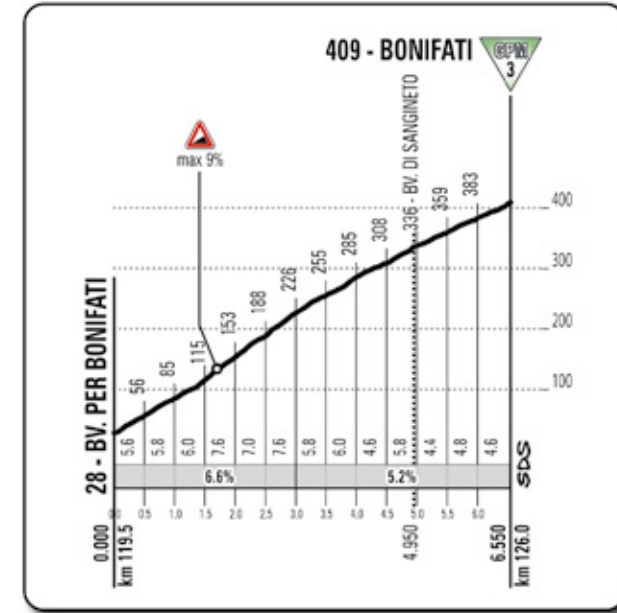 409 - BONIFATI
GPM
3
max 9%
336 - BV. DI SANGINETO
28 - BV. PER BONIFATI
56
85
115
153
188
226
255
285
308
359
383
400
300
200
100
5.6 5.8 6.0 7.6 7.0 7.6 5.8 6.0 4.6 5.8 4.4 4.8 4.6
6.6% 5.2%
SDS
0.0 0.5 1.0 1.5 2.0 2.5 3.0 3.5 4.0 4.5 5.0 5.5 6.0
0.000
km 119.5
4.950
6.550
km 126.0